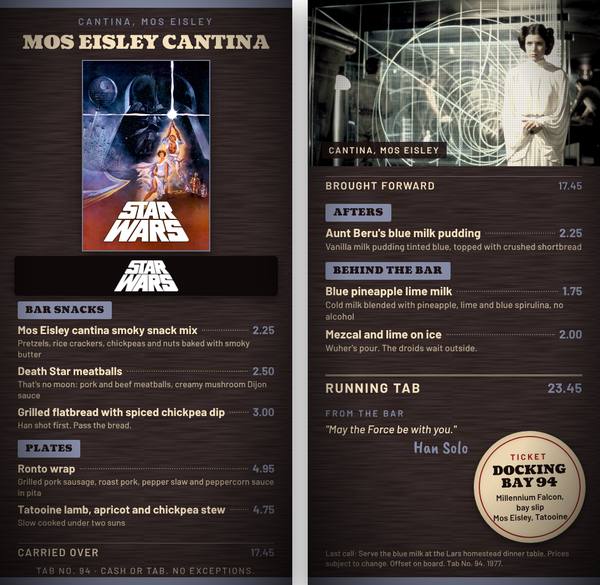 CANTINA, MOS EISLEY
MOS EISLEY CANTINA
STAR
WARS
STAR
WARS
BAR SNACKS
Mos Eisley cantina smoky snack mix 2.25
Pretzels, rice crackers, chickpeas and nuts baked with smoky
butter
Death Star meatballs 2.50
That's no moon: pork and beef meatballs, creamy mushroom Dijon
sauce
Grilled flatbread with spiced chickpea dip 3.00
Han shot first. Pass the bread.
PLATES
Ronto wrap 4.95
Grilled pork sausage, roast pork, pepper slaw and peppercorn sauce
in pita
Tatooine lamb, apricot and chickpea stew 4.75
Slow cooked under two suns
CARRIED OVER 17.45
TAB NO. 94 · CASH OR TAB. NO EXCEPTIONS.
CANTINA, MOS EISLEY
BROUGHT FORWARD 17.45
AFTERS
Aunt Beru's blue milk pudding 2.25
Vanilla milk pudding tinted blue, topped with crushed shortbread
BEHIND THE BAR
Blue pineapple lime milk 1.75
Cold milk blended with pineapple, lime and blue spirulina, no
alcohol
Mezcal and lime on ice 2.00
Wuher's pour. The droids wait outside.
RUNNING TAB 23.45
FROM THE BAR
"May the Force be with you."
Han Solo
TICKET
DOCKING
BAY 94
Millennium Falcon,
bay slip
Mos Eisley, Tatooine
Last call: Serve the blue milk at the Lars homestead dinner table. Prices
subject to change. Offset on board. Tab No. 94. 1977.